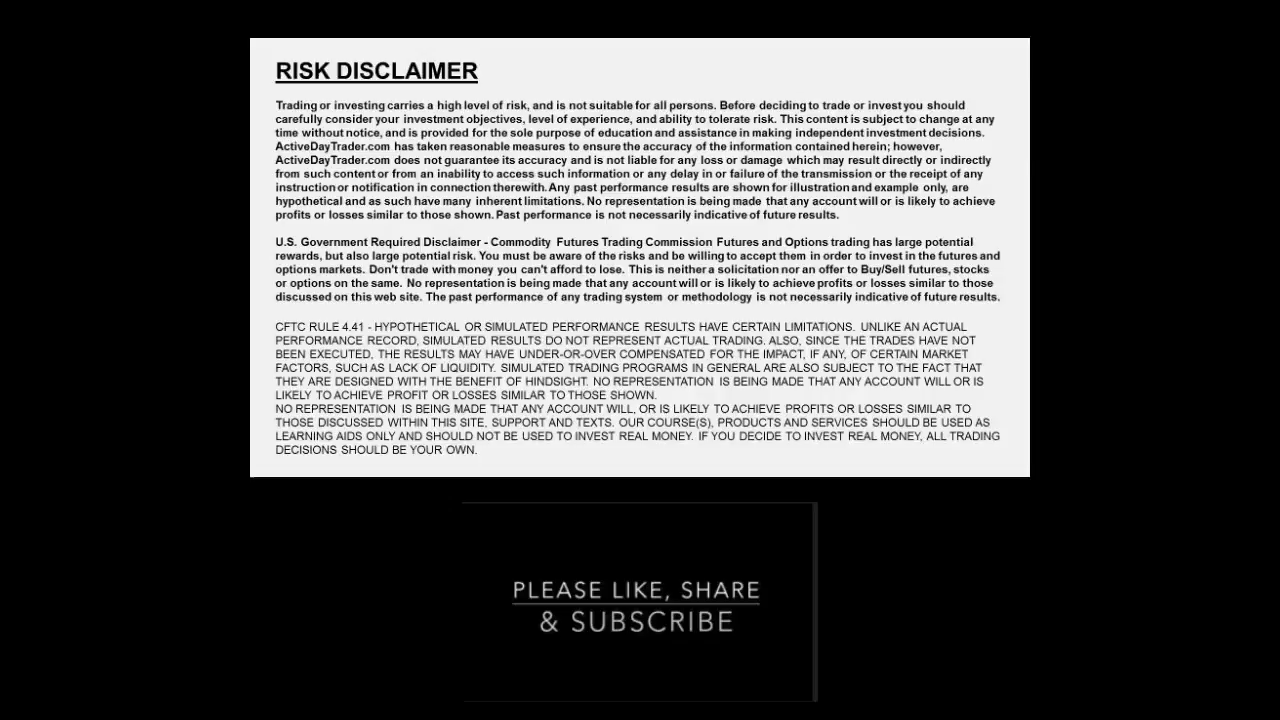 RISK DISCLAIMER
Trading or investing carries a high level of risk, and is not suitable for all persons. Before deciding to trade or invest you should
carefully consider your investment objectives, level of experience, and ability to tolerate risk. This content is subject to change at any
time without notice, and is provided for the sole purpose of education and assistance in making independent investment decisions.
ActiveDayTrader.com has taken reasonable measures to ensure the accuracy of the information contained herein; however,
ActiveDayTrader.com does not guarantee its accuracy and is not liable for any loss or damage which may result directly or indirectly
from such content or from an inability to access such information or any delay in or failure of the transmission or the receipt of any
instruction or notification in connection therewith. Any past performance results are shown for illustration and example only, are
hypothetical and as such have many inherent limitations. No representation is being made that any account will or is likely to achieve
profits or losses similar to those shown. Past performance is not necessarily indicative of future results.
U.S. Government Required Disclaimer - Commodity Futures Trading Commission Futures and Options trading has large potential
rewards, but also large potential risk. You must be aware of the risks and be willing to accept them in order to invest in the futures and
options markets. Don't trade with money you can't afford to lose. This is neither a solicitation nor an offer to Buy/Sell futures, stocks
or options on the same. No representation is being made that any account will or is likely to achieve profits or losses similar to those
discussed on this web site. The past performance of any trading system or methodology is not necessarily indicative of future results.
CFTC RULE 4.41 - HYPOTHETICAL OR SIMULATED PERFORMANCE RESULTS HAVE CERTAIN LIMITATIONS. UNLIKE AN ACTUAL
PERFORMANCE RECORD, SIMULATED RESULTS DO NOT REPRESENT ACTUAL TRADING. ALSO, SINCE THE TRADES HAVE NOT
BEEN EXECUTED, THE RESULTS MAY HAVE UNDER-OR-OVER COMPENSATED FOR THE IMPACT, IF ANY, OF CERTAIN MARKET
FACTORS, SUCH AS LACK OF LIQUIDITY. SIMULATED TRADING PROGRAMS IN GENERAL ARE ALSO SUBJECT TO THE FACT THAT
THEY ARE DESIGNED WITH THE BENEFIT OF HINDSIGHT. NO REPRESENTATION IS BEING MADE THAT ANY ACCOUNT WILL OR IS
LIKELY TO ACHIEVE PROFIT OR LOSSES SIMILAR TO THOSE SHOWN.
NO REPRESENTATION IS BEING MADE THAT ANY ACCOUNT WILL, OR IS LIKELY TO ACHIEVE PROFITS OR LOSSES SIMILAR TO
THOSE DISCUSSED WITHIN THIS SITE, SUPPORT AND TEXTS. OUR COURSE(S), PRODUCTS AND SERVICES SHOULD BE USED AS
LEARNING AIDS ONLY AND SHOULD NOT BE USED TO INVEST REAL MONEY. IF YOU DECIDE TO INVEST REAL MONEY, ALL TRADING
DECISIONS SHOULD BE YOUR OWN.
PLEASE LIKE, SHARE
& SUBSCRIBE